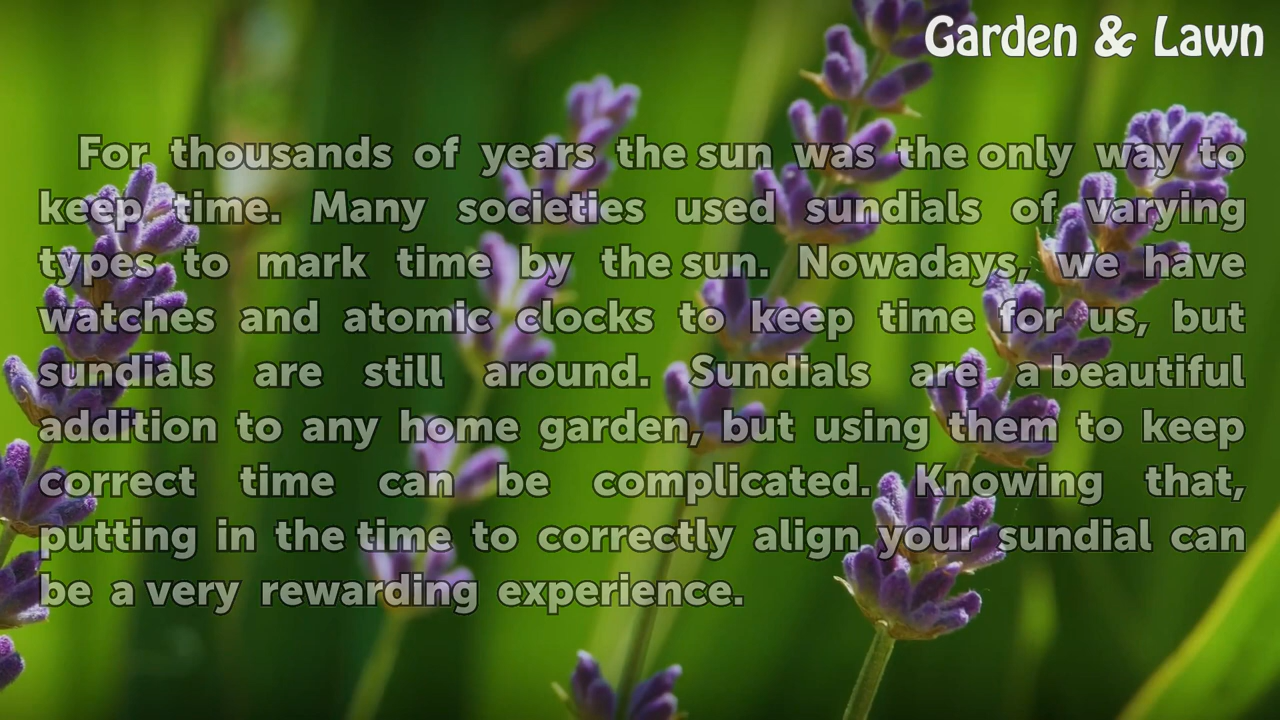 Garden & Lawn
For thousands of years the sun was the only way to
keep time. Many societies used sundials of varying
types to mark time by the sun. Nowadays, we have
watches and atomic clocks to keep time for us, but
sundials are still around. Sundials are a beautiful
addition to any home garden, but using them to keep
correct time can be complicated. Knowing that,
putting in the time to correctly align your sundial can
be a very rewarding experience.